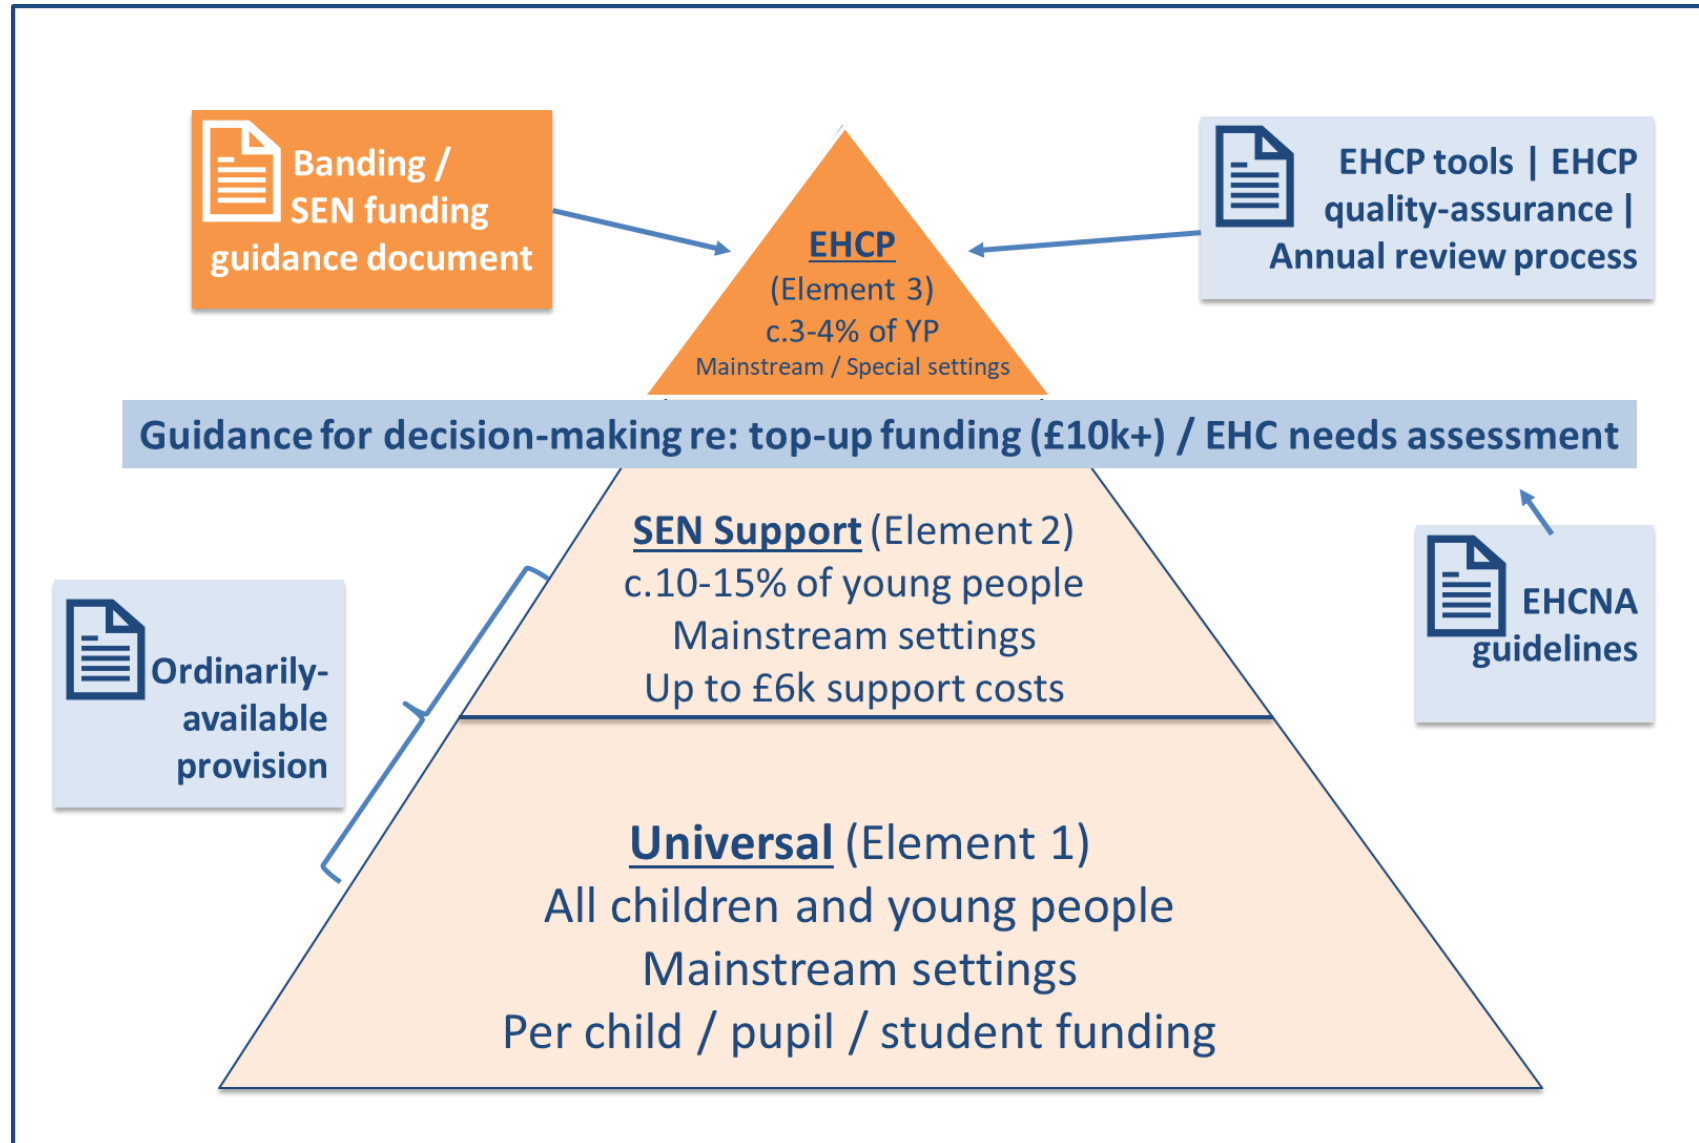 Banding /
SEN funding
guidance document
EHCP tools | EHCP
quality-assurance |
Annual review process
EHCP
(Element 3)
c.3-4% of YP
Mainstream / Special settings
Guidance for decision-making re: top-up funding (£10k+) / EHC needs assessment
SEN Support (Element 2)
c.10-15% of young people
Mainstream settings
Up to £6k support costs
EHCNA
guidelines
Ordinarily-
available
provision
Universal (Element 1)
All children and young people
Mainstream settings
Per child / pupil / student funding